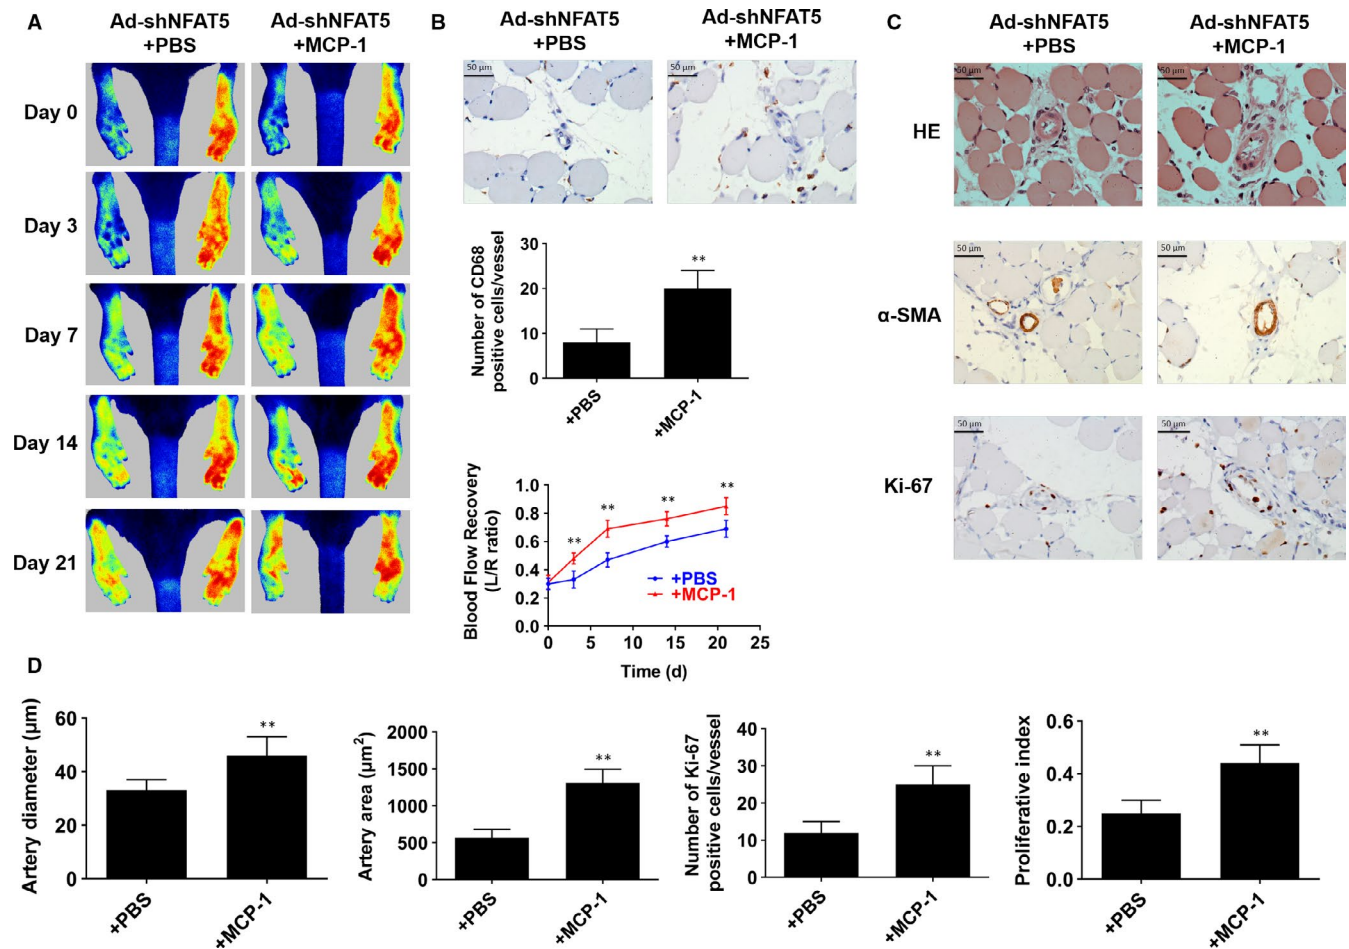 A
Ad-shNFAT5
+PBS
Ad-shNFAT5
+MCP-1
Day 0
Day 3
Day 7
Day 14
Day 21
B
Ad-shNFAT5
+PBS
Ad-shNFAT5
+MCP-1
50 μm
50 μm
Number of CD68
positive cells/vessel
30
20
10
0
**
+PBS
+MCP-1
Blood Flow Recovery
(L/R ratio)
1.0
0.8
0.6
0.4
0.2
0.0
**
**
**
**
+PBS
+MCP-1
0
5
10
15
20
25
Time (d)
C
Ad-shNFAT5
+PBS
Ad-shNFAT5
+MCP-1
HE
50 μm
50 μm
α-SMA
50 μm
50 μm
Ki-67
50 μm
50 μm
D
Artery diameter (μm)
60
40
20
0
**
+PBS
+MCP-1
Artery area (μm²)
2000
1500
1000
500
0
**
+PBS
+MCP-1
Number of Ki-67
positive cells/vessel
40
30
20
10
0
**
+PBS
+MCP-1
Proliferative index
0.6
0.4
0.2
0.0
**
+PBS
+MCP-1